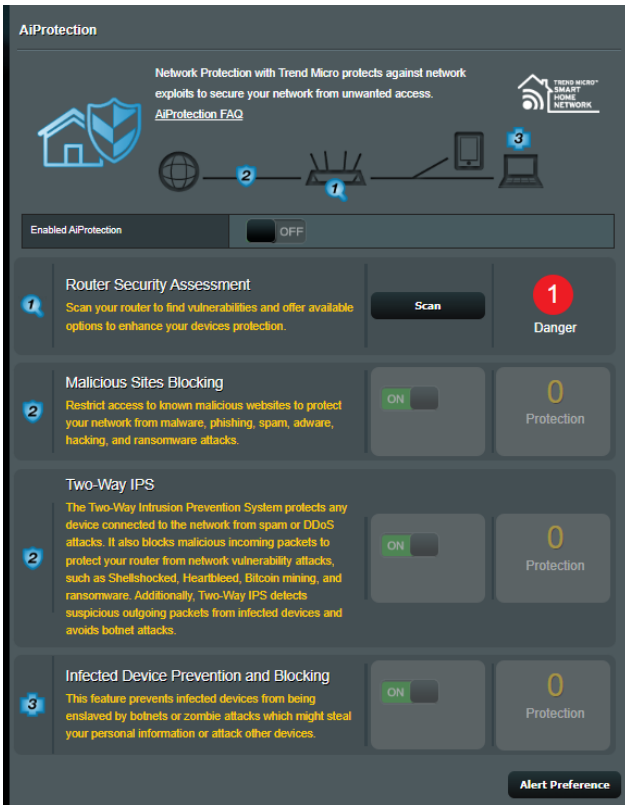 AiProtection
Network Protection with Trend Micro protects against network
exploits to secure your network from unwanted access.
AiProtection FAQ
TREND MICRO™
SMART
HOME
NETWORK
3
2
1
Enabled AiProtection
OFF
1
Router Security Assessment
Scan your router to find vulnerabilities and offer available
options to enhance your devices protection.
Scan
1
Danger
2
Malicious Sites Blocking
Restrict access to known malicious websites to protect
your network from malware, phishing, spam, adware,
hacking, and ransomware attacks.
ON
0
Protection
2
Two-Way IPS
The Two-Way Intrusion Prevention System protects any
device connected to the network from spam or DDoS
attacks. It also blocks malicious incoming packets to
protect your router from network vulnerability attacks,
such as Shellshocked, Heartbleed, Bitcoin mining, and
ransomware. Additionally, Two-Way IPS detects
suspicious outgoing packets from infected devices and
avoids botnet attacks.
ON
0
Protection
3
Infected Device Prevention and Blocking
This feature prevents infected devices from being
enslaved by botnets or zombie attacks which might steal
your personal information or attack other devices.
ON
0
Protection
Alert Preference